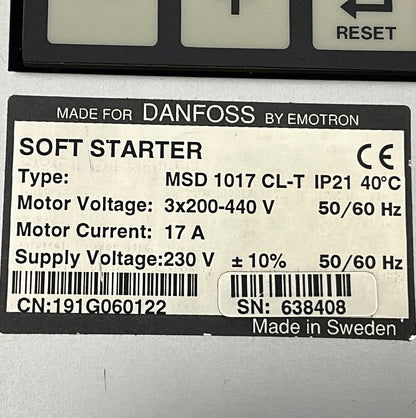 - +
RESET
MADE FOR DANFOSS BY EMOTRON
SOFT STARTER CE
Type: MSD 1017 CL-T IP21 40°C
Motor Voltage: 3x200-440 V 50/60 Hz
Motor Current: 17 A
Supply Voltage:230 V ± 10% 50/60 Hz
CN:191G060122 SN: 638408
Made in Sweden